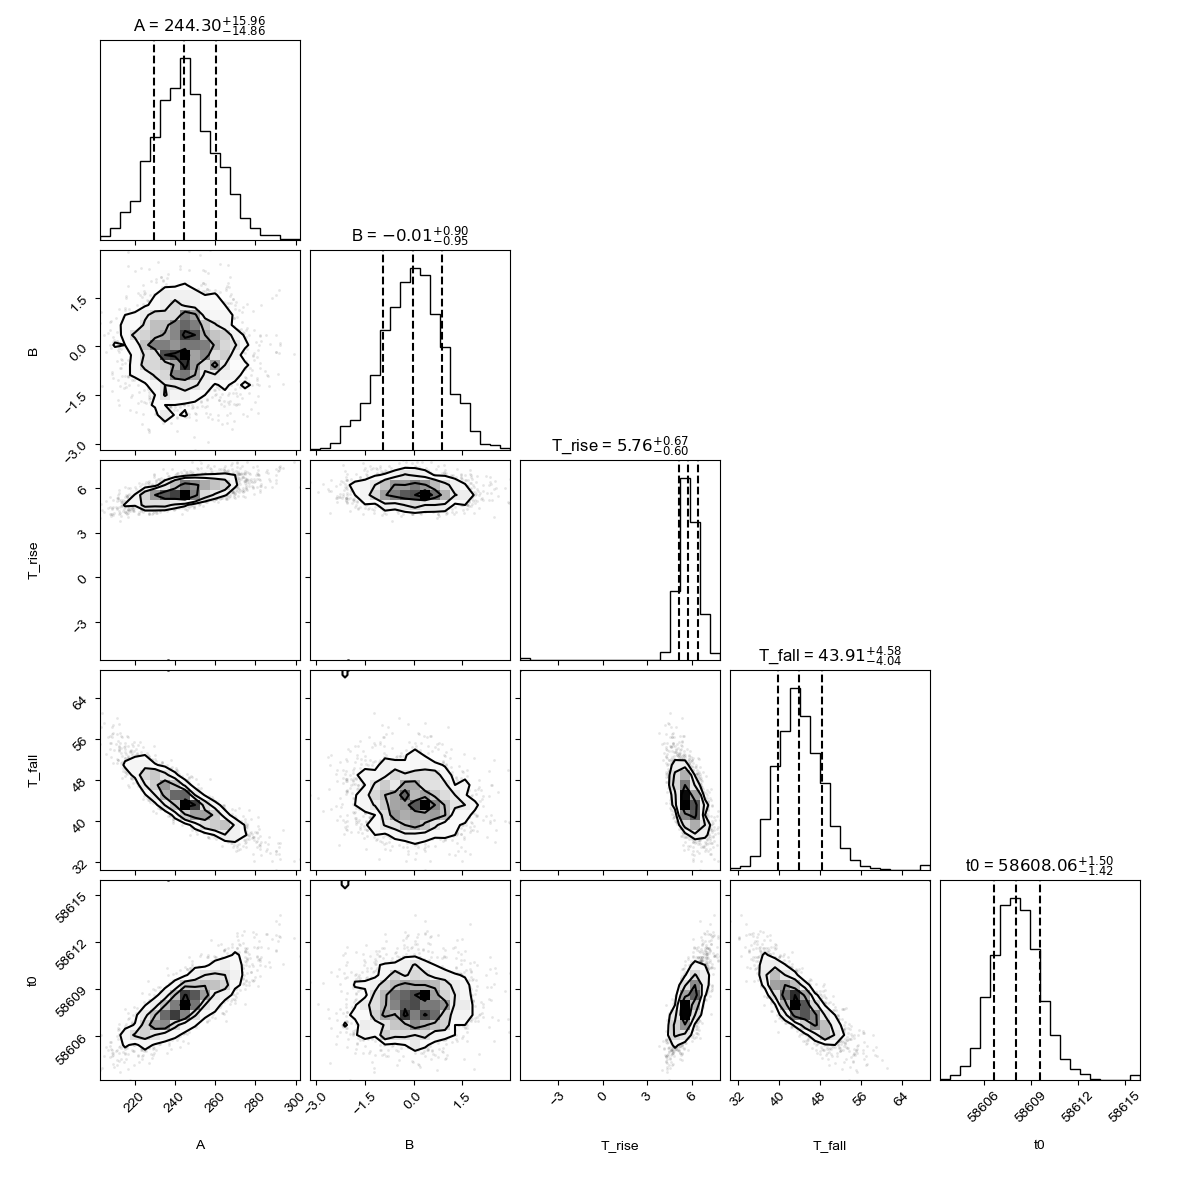 A = 244.30+15.96−14.86
B = −0.01+0.90−0.95
B
1.5
0.0
−1.5
−3.0
T_rise = 5.76+0.67−0.60
T_rise
6
3
0
−3
T_fall = 43.91+4.58−4.04
T_fall
64
56
48
40
32
t0 = 58608.06+1.50−1.42
t0
58615
58612
58609
58606
220 240 260 280 300
−3.0 −1.5 0.0 1.5
−3 0 3 6
32 40 48 56 64
58606 58609 58612 58615
A B T_rise T_fall t0